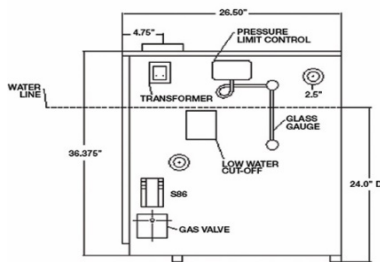 26.50"
4.75"
PRESSURE
LIMIT CONTROL
WATER
LINE
TRANSFORMER
2.5"
GLASS
GAUGE
LOW WATER
CUT-OFF
36.375"
24.0" D
S86
GAS VALVE